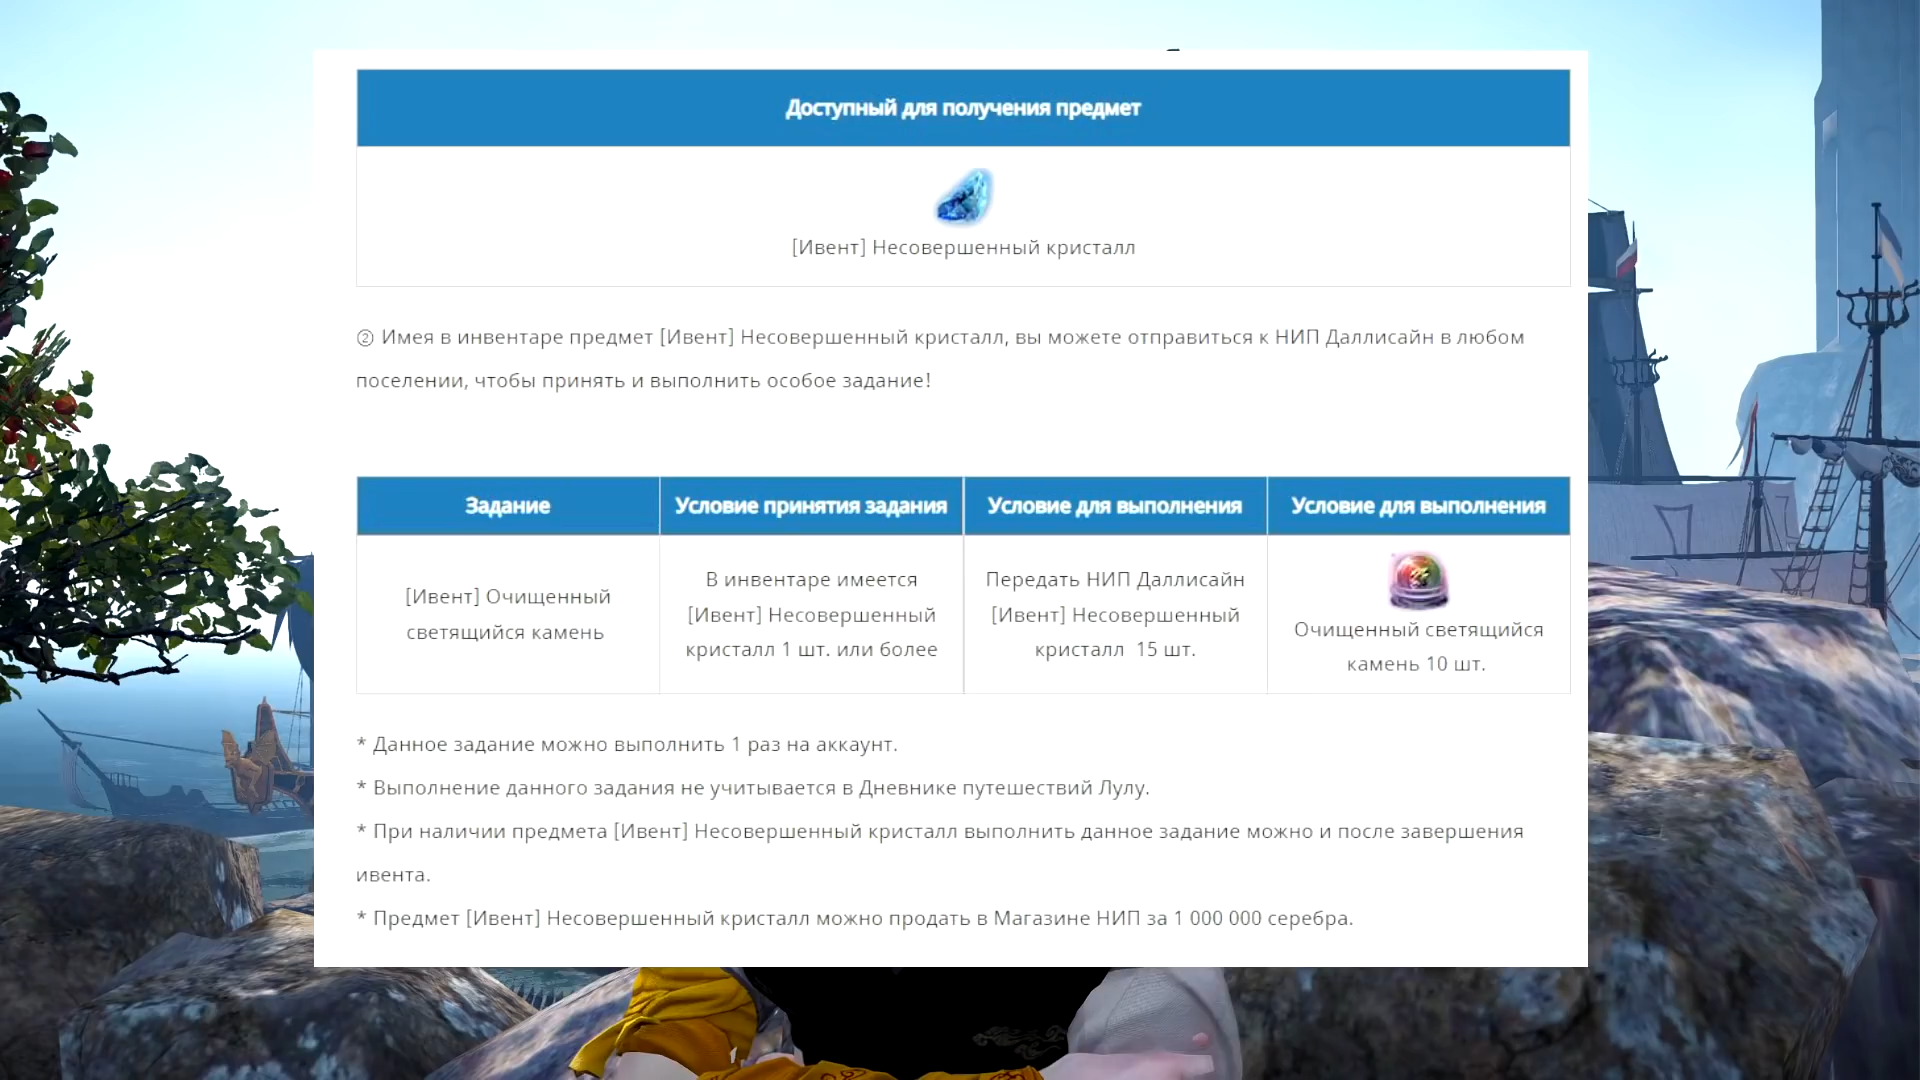 Доступный для получения предмет
[Ивент] Несовершенный кристалл
② Имея в инвентаре предмет [Ивент] Несовершенный кристалл, вы можете отправиться к НИП Даллисайн в любом
поселении, чтобы принять и выполнить особое задание!
Задание
Условие принятия задания
Условие для выполнения
Условие для выполнения
[Ивент] Очищенный
светящийся камень
В инвентаре имеется
[Ивент] Несовершенный
кристалл 1 шт. или более
Передать НИП Даллисайн
[Ивент] Несовершенный
кристалл 15 шт.
Очищенный светящийся
камень 10 шт.
* Данное задание можно выполнить 1 раз на аккаунт.
* Выполнение данного задания не учитывается в Дневнике путешествий Лулу.
* При наличии предмета [Ивент] Несовершенный кристалл выполнить данное задание можно и после завершения
ивента.
* Предмет [Ивент] Несовершенный кристалл можно продать в Магазине НИП за 1 000 000 серебра.